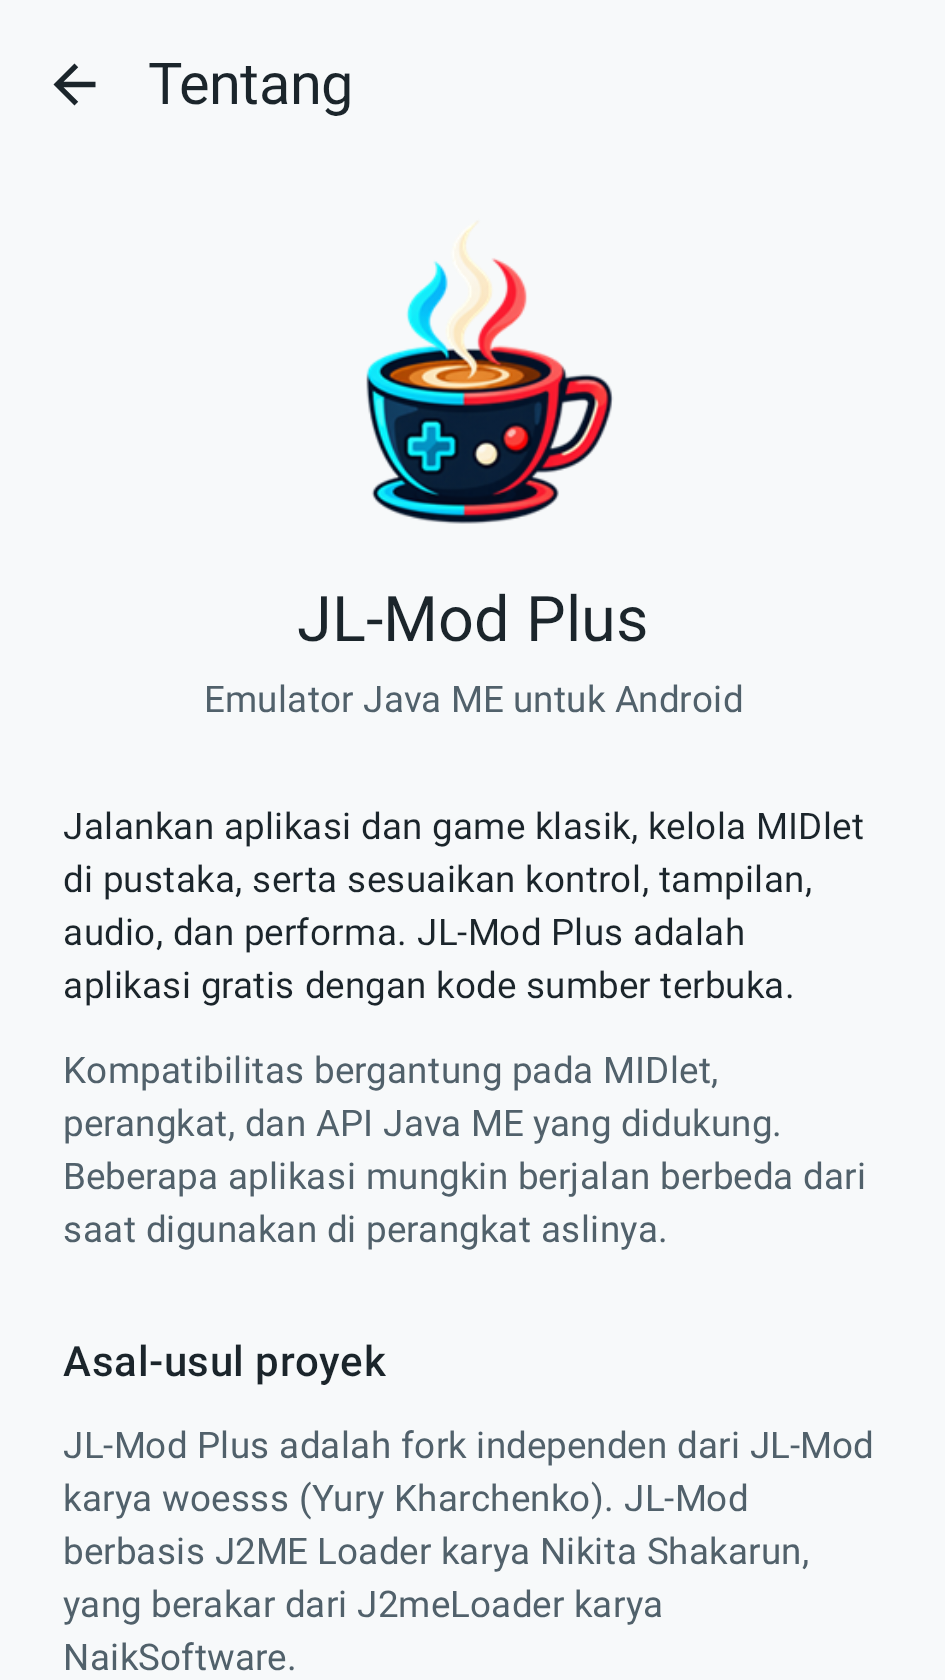 Tentang
JL-Mod Plus
Emulator Java ME untuk Android
Jalankan aplikasi dan game klasik, kelola MIDlet
di pustaka, serta sesuaikan kontrol, tampilan,
audio, dan performa. JL-Mod Plus adalah
aplikasi gratis dengan kode sumber terbuka.
Kompatibilitas bergantung pada MIDlet,
perangkat, dan API Java ME yang didukung.
Beberapa aplikasi mungkin berjalan berbeda dari
saat digunakan di perangkat aslinya.
Asal-usul proyek
JL-Mod Plus adalah fork independen dari JL-Mod
karya woesss (Yury Kharchenko). JL-Mod
berbasis J2ME Loader karya Nikita Shakarun,
yang berakar dari J2meLoader karya
NaikSoftware.